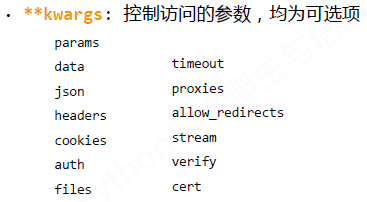 • **kwargs: 控制访问的参数，均为可选项
params
data
json
headers
cookies
auth
files
timeout
proxies
allow_redirects
stream
verify
cert